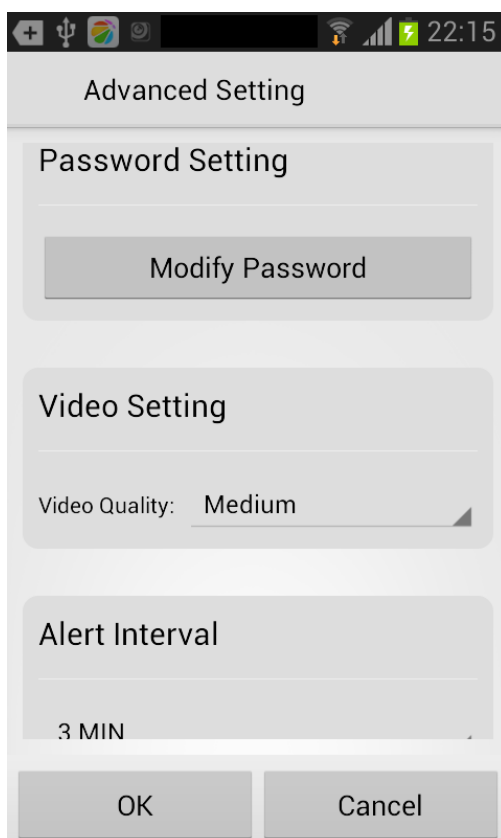 22:15
Advanced Setting
Password Setting
Modify Password
Video Setting
Video Quality: Medium
Alert Interval
3 MIN
OK Cancel